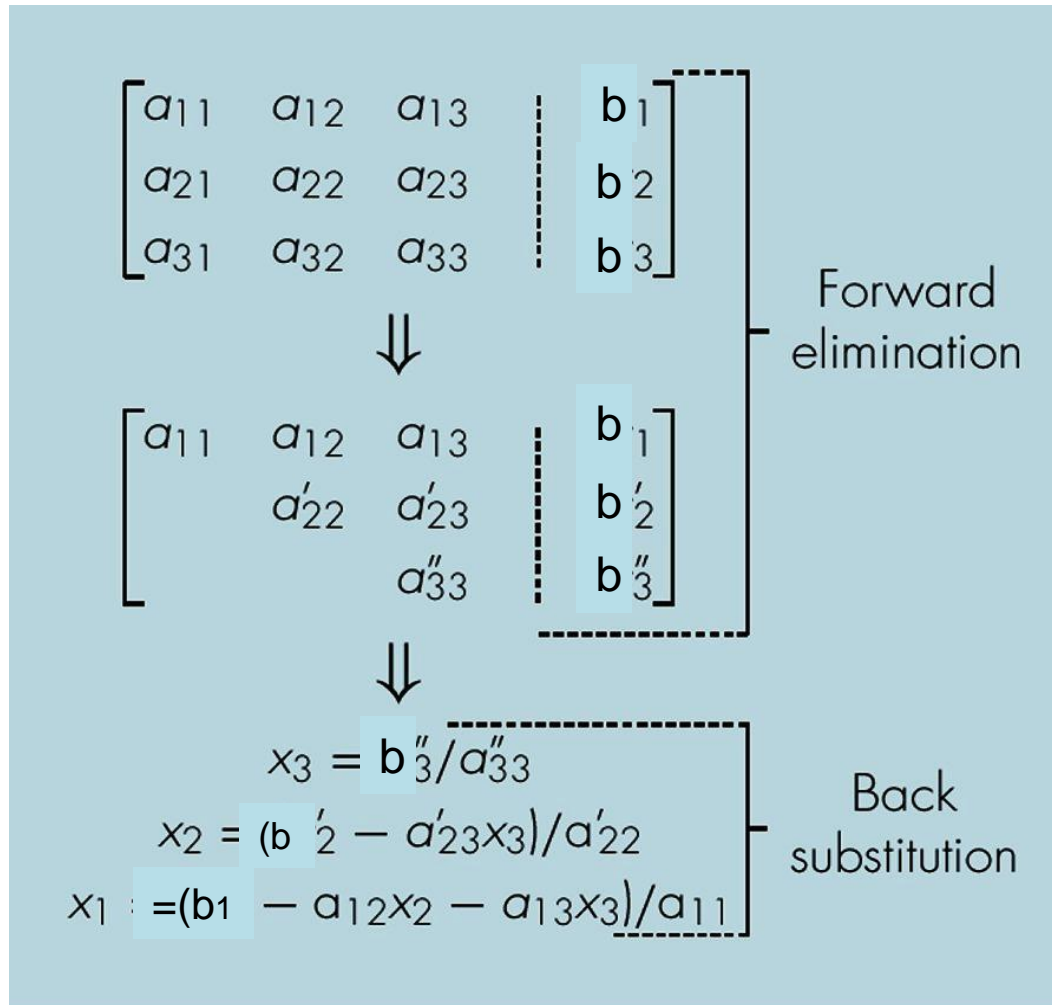 a11 a12 a13 b1
a21 a22 a23 b2
a31 a32 a33 b3
Forward
elimination
⇓
a11 a12 a13 b1
a′22 a′23 b′2
a″33 b″3
⇓
x3 = b″3/a″33
x2 = (b′2 − a′23x3)/a′22
x1 =(b1 − a12x2 − a13x3)/a11
Back
substitution